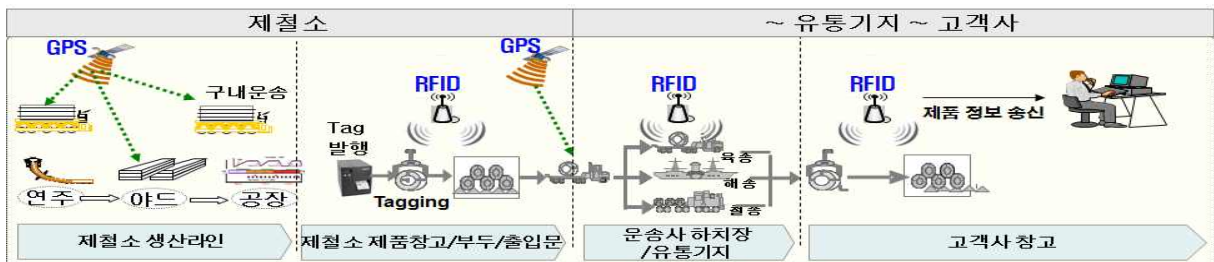 제철소
~ 유통기지 ~ 고객사
GPS
구내운송
연주
야드
공장
제철소 생산라인
GPS
RFID
Tag
발행
Tagging
제철소 제품창고/부두/출입문
RFID
육송
해송
철송
운송사 하치장
/유통기지
RFID
제품 정보 송신
고객사 창고